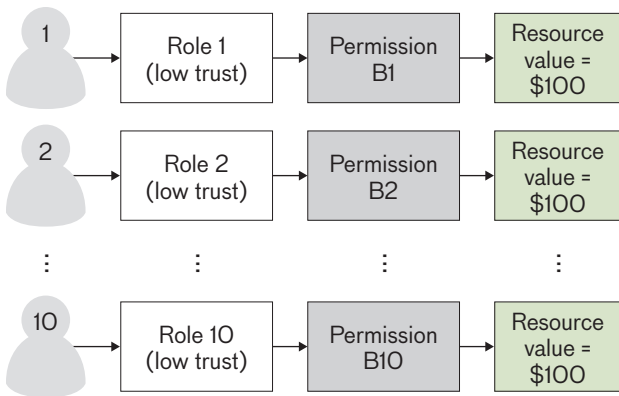 1
Role 1
(low trust)
Permission
B1
Resource
value =
$100
2
Role 2
(low trust)
Permission
B2
Resource
value =
$100
⋮ ⋮ ⋮ ⋮
10
Role 10
(low trust)
Permission
B10
Resource
value =
$100